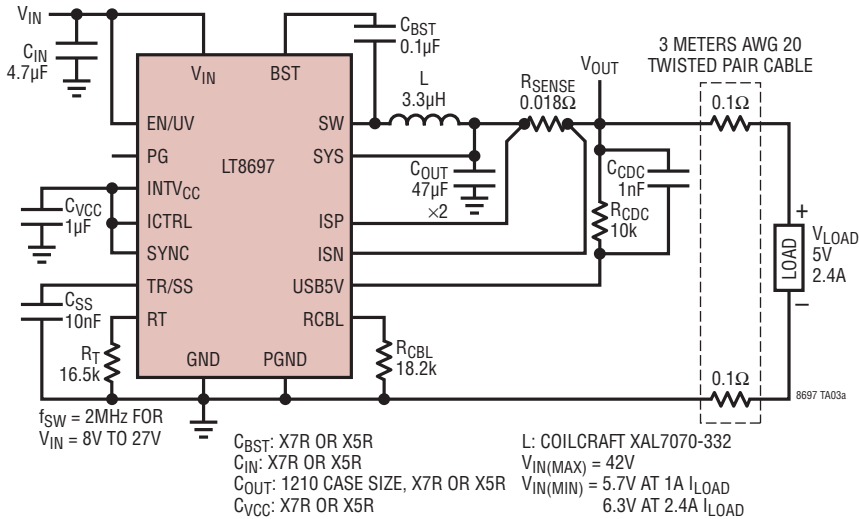 VIN
CIN
4.7µF
VIN
BST
CBST
0.1µF
L
3.3µH
RSENSE
0.018Ω
VOUT
3 METERS AWG 20
TWISTED PAIR CABLE
0.1Ω
EN/UV
SW
PG
SYS
LT8697
COUT
47µF
×2
CCDC
1nF
INTVCC
CVCC
1µF
ICTRL
ISP
RCDC
10k
SYNC
ISN
+
LOAD
VLOAD
5V
2.4A
–
TR/SS
USB5V
CSS
10nF
RT
RCBL
RT
16.5k
RCBL
18.2k
GND
PGND
0.1Ω
8697 TA03a
fSW = 2MHz FOR
VIN = 8V TO 27V
CBST: X7R OR X5R
CIN: X7R OR X5R
COUT: 1210 CASE SIZE, X7R OR X5R
CVCC: X7R OR X5R
L: COILCRAFT XAL7070-332
VIN(MAX) = 42V
VIN(MIN) = 5.7V AT 1A ILOAD
6.3V AT 2.4A ILOAD